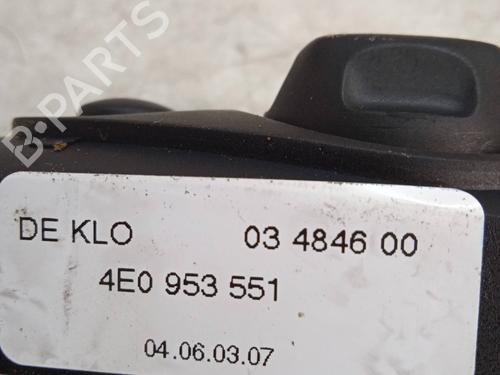 B-PARTS
DE KLO 03 4846 00
4E0 953 551
04.06.03.07